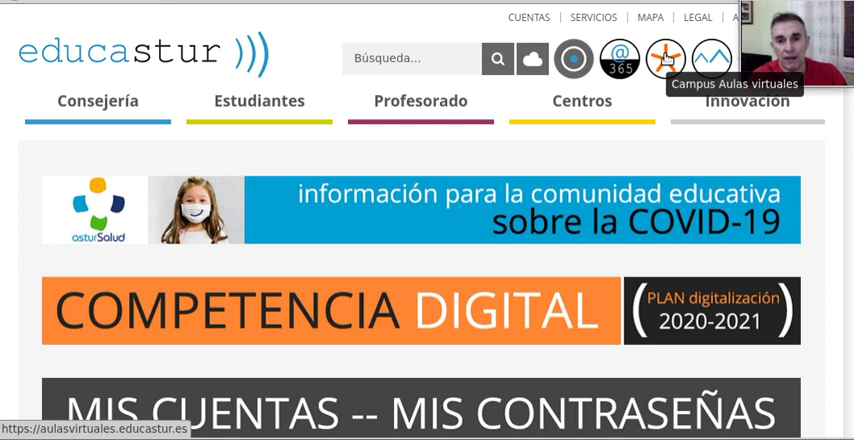 CUENTAS | SERVICIOS | MAPA | LEGAL | A
educastur )))
Búsqueda...
@
365
Campus Aulas virtuales
Consejería Estudiantes Profesorado Centros Innovación
asturSalud
información para la comunidad educativa
sobre la COVID-19
COMPETENCIA DIGITAL
(PLAN digitalización
2020-2021)
MIS CUENTAS -- MIS CONTRASEÑAS
https://aulasvirtuales.educastur.es